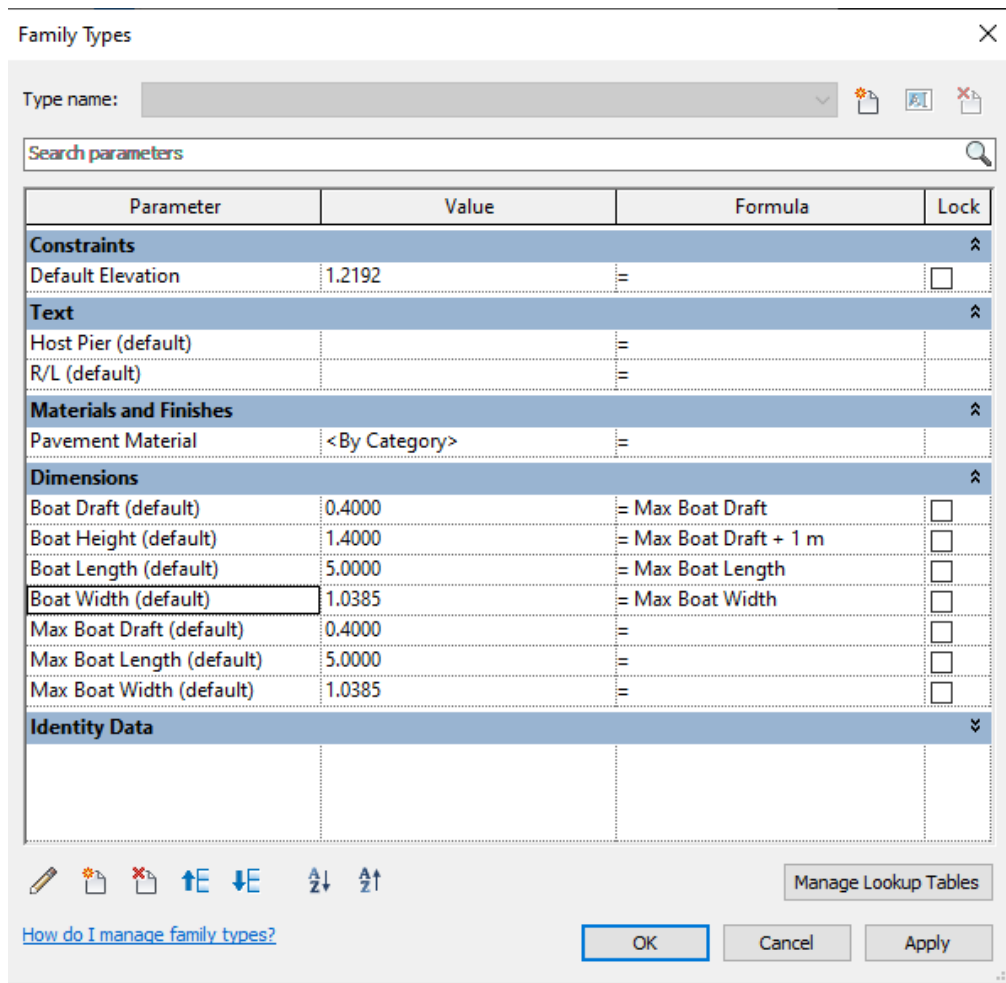 Family Types
Type name:
Search parameters
Parameter Value Formula Lock
Constraints
Default Elevation 1.2192 =
Text
Host Pier (default) =
R/L (default) =
Materials and Finishes
Pavement Material <By Category> =
Dimensions
Boat Draft (default) 0.4000 = Max Boat Draft
Boat Height (default) 1.4000 = Max Boat Draft + 1 m
Boat Length (default) 5.0000 = Max Boat Length
Boat Width (default) 1.0385 = Max Boat Width
Max Boat Draft (default) 0.4000 =
Max Boat Length (default) 5.0000 =
Max Boat Width (default) 1.0385 =
Identity Data
Manage Lookup Tables
How do I manage family types?
OK Cancel Apply